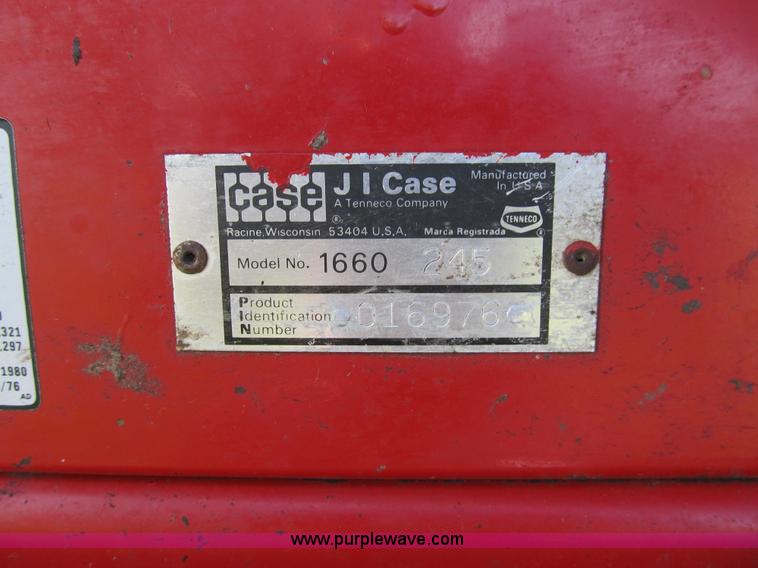 case
J I Case
A Tenneco Company
Manufactured
In U.S.A
TENNECO
Racine, Wisconsin 53404 U.S.A.
Marca Registrada ®
Model No. 1660 245
Product
Identification
Number
321
297
1980
/76
AD
www.purplewave.com